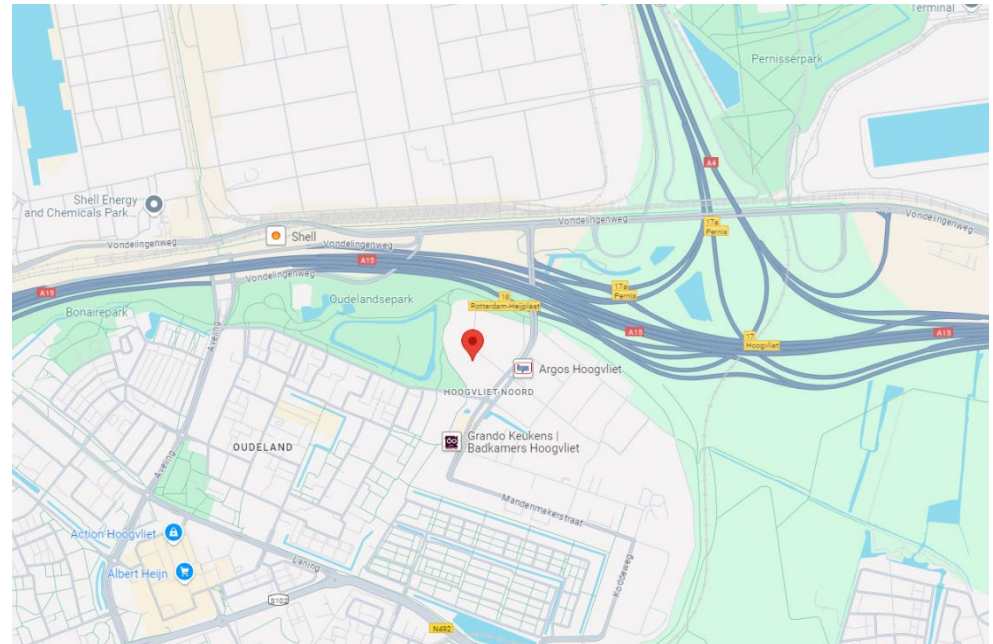 Terminal
Pernisserpark
A4
Shell Energy
and Chemicals Park...
Vondelingenweg
17a
Pernis
Shell
Vondelingenweg
Vondelingenweg
A15
Vondelingenweg
17a
Pernis
A15
Oudelandsepark
18
Rotterdam-Heijplaat
Bonairepark
A15
A15
17
Hoogvliet
Aveling
Argos
Argos Hoogvliet
HOOGVLIET NOORD
Grando Keukens |
Badkamers Hoogvliet
OUDELAND
Aveling
Mandenmakerstraat
Action Hoogvliet
Laning
Koddeweg
Albert Heijn
S102
N492